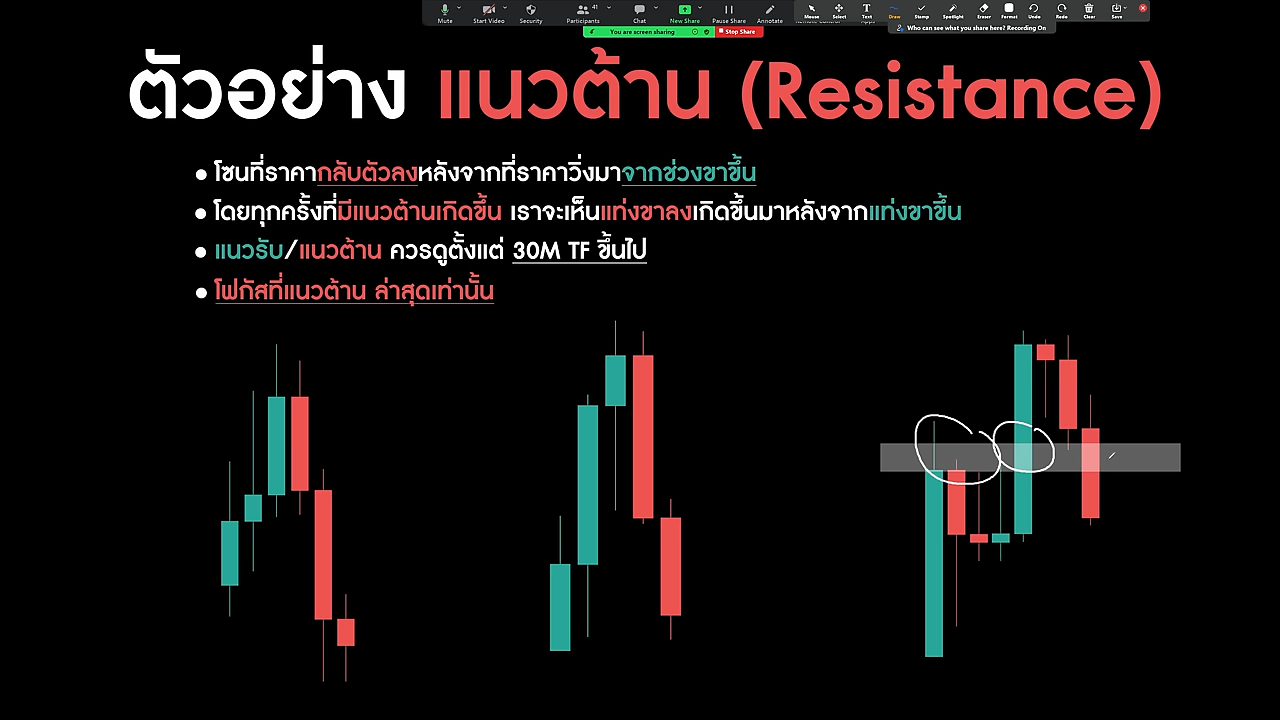 Mute
Start Video
Security
Participants
41
Chat
New Share
Pause Share
Annotate
Mouse
Select
Text
Draw
Stamp
Spotlight
Eraser
Format
Undo
Redo
Clear
Save
You are screen sharing
Stop Share
Who can see what you share here? Recording On
ตัวอย่าง แนวต้าน (Resistance)
• โซนที่ราคากลับตัวลงหลังจากที่ราคาวิ่งมาจากช่วงขาขึ้น
• โดยทุกครั้งที่มีแนวต้านเกิดขึ้น เราจะเห็นแท่งขาลงเกิดขึ้นมาหลังจากแท่งขาขึ้น
• แนวรับ/แนวต้าน ควรดูตั้งแต่ 30M TF ขึ้นไป
• โฟกัสที่แนวต้าน ล่าสุดเท่านั้น